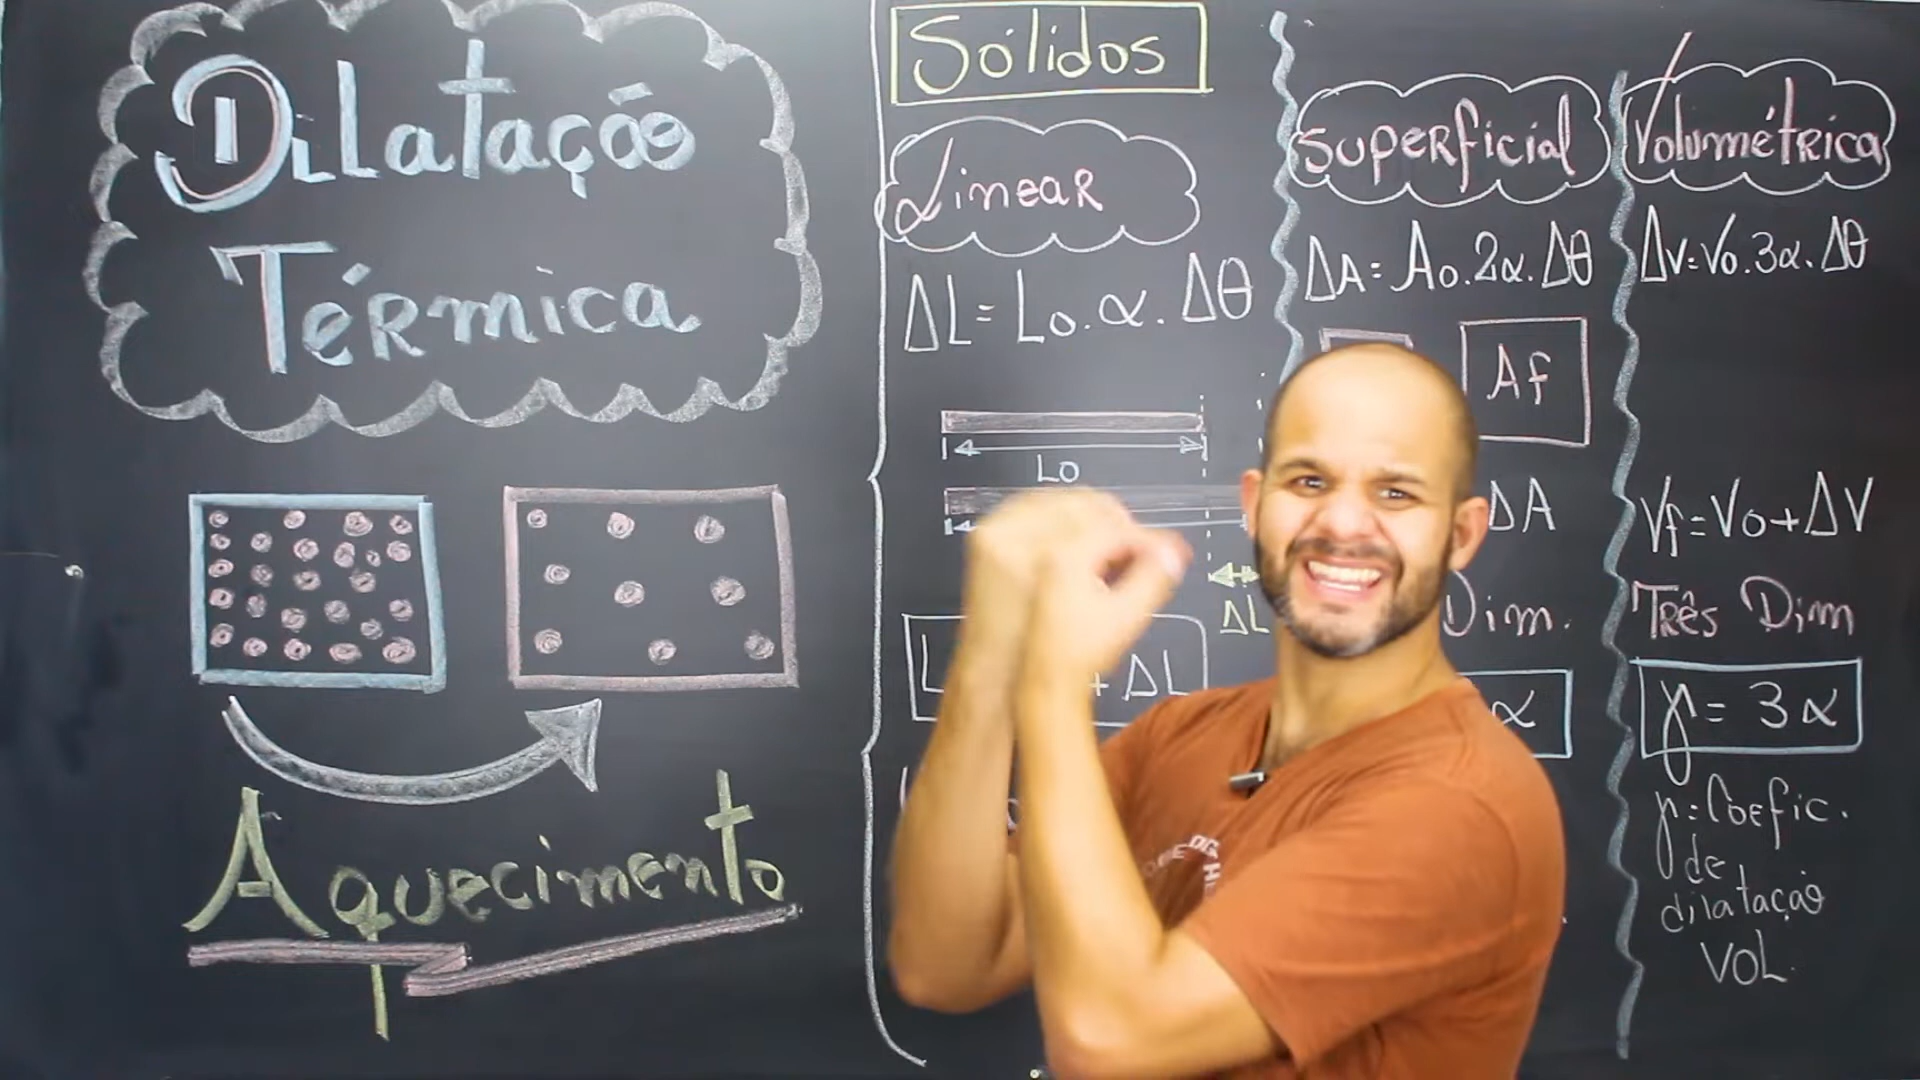 Dilatação
Térmica
Aquecimento
Sólidos
Linear
ΔL = Lo. α. Δθ
Lo
ΔL
L + ΔL
Superficial
ΔA = Ao. 2α. Δθ
Af
ΔA
Dim.
α
Volumétrica
ΔV = Vo. 3α. Δθ
Vf = Vo + ΔV
Três Dim
γ = 3α
γ = Coefic.
de
dilatação
VOL.